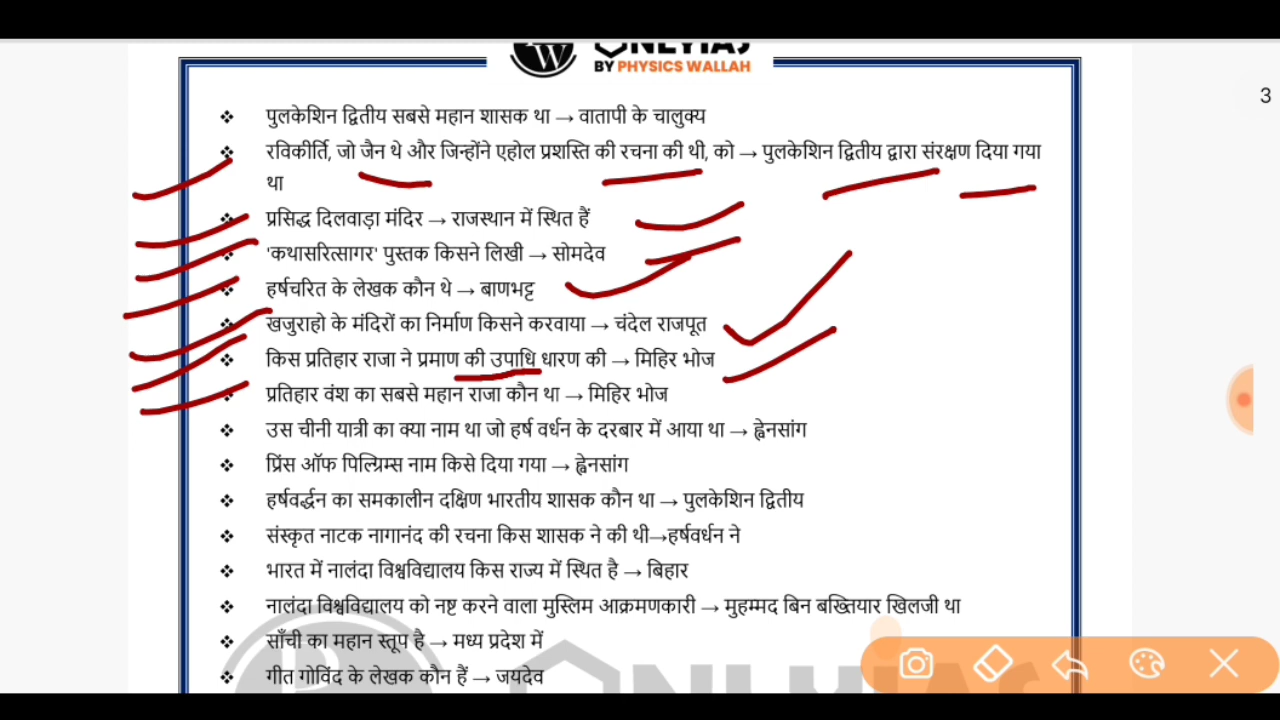 ONLYIAS
BY PHYSICS WALLAH
3
❖ पुलकेशिन द्वितीय सबसे महान शासक था → वातापी के चालुक्य
❖ रविकीर्ति, जो जैन थे और जिन्होंने एहोल प्रशस्ति की रचना की थी, को → पुलकेशिन द्वितीय द्वारा संरक्षण दिया गया
था
❖ प्रसिद्ध दिलवाड़ा मंदिर → राजस्थान में स्थित हैं
❖ 'कथासरित्सागर' पुस्तक किसने लिखी → सोमदेव
❖ हर्षचरित के लेखक कौन थे → बाणभट्ट
❖ खजुराहो के मंदिरों का निर्माण किसने करवाया → चंदेल राजपूत
❖ किस प्रतिहार राजा ने प्रमाण की उपाधि धारण की → मिहिर भोज
❖ प्रतिहार वंश का सबसे महान राजा कौन था → मिहिर भोज
❖ उस चीनी यात्री का क्या नाम था जो हर्ष वर्धन के दरबार में आया था → ह्वेनसांग
❖ प्रिंस ऑफ पिल्ग्रिम्स नाम किसे दिया गया → ह्वेनसांग
❖ हर्षवर्द्धन का समकालीन दक्षिण भारतीय शासक कौन था → पुलकेशिन द्वितीय
❖ संस्कृत नाटक नागानंद की रचना किस शासक ने की थी→हर्षवर्धन ने
❖ भारत में नालंदा विश्वविद्यालय किस राज्य में स्थित है → बिहार
❖ नालंदा विश्वविद्यालय को नष्ट करने वाला मुस्लिम आक्रमणकारी → मुहम्मद बिन बख्तियार खिलजी था
❖ साँची का महान स्तूप है → मध्य प्रदेश में
❖ गीत गोविंद के लेखक कौन हैं → जयदेव